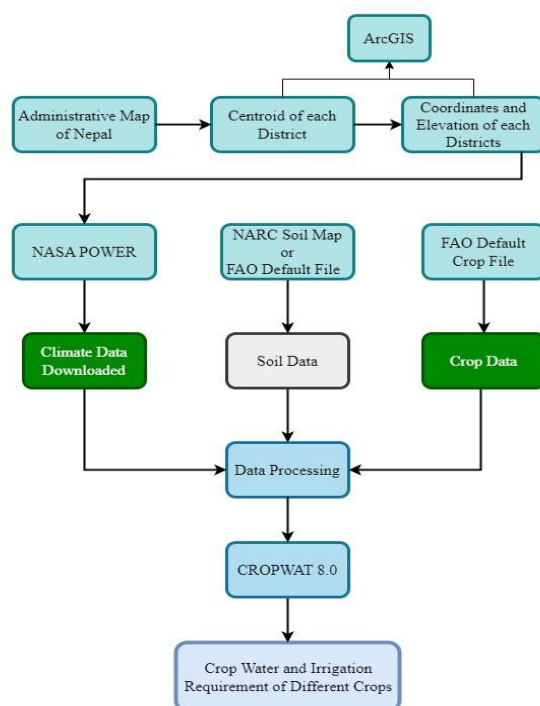 ArcGIS
Administrative Map
of Nepal
Centroid of each
District
Coordinates and
Elevation of each
Districts
NASA POWER
NARC Soil Map
or
FAO Default File
FAO Default
Crop File
Climate Data
Downloaded
Soil Data
Crop Data
Data Processing
CROPWAT 8.0
Crop Water and Irrigation
Requirement of Different Crops